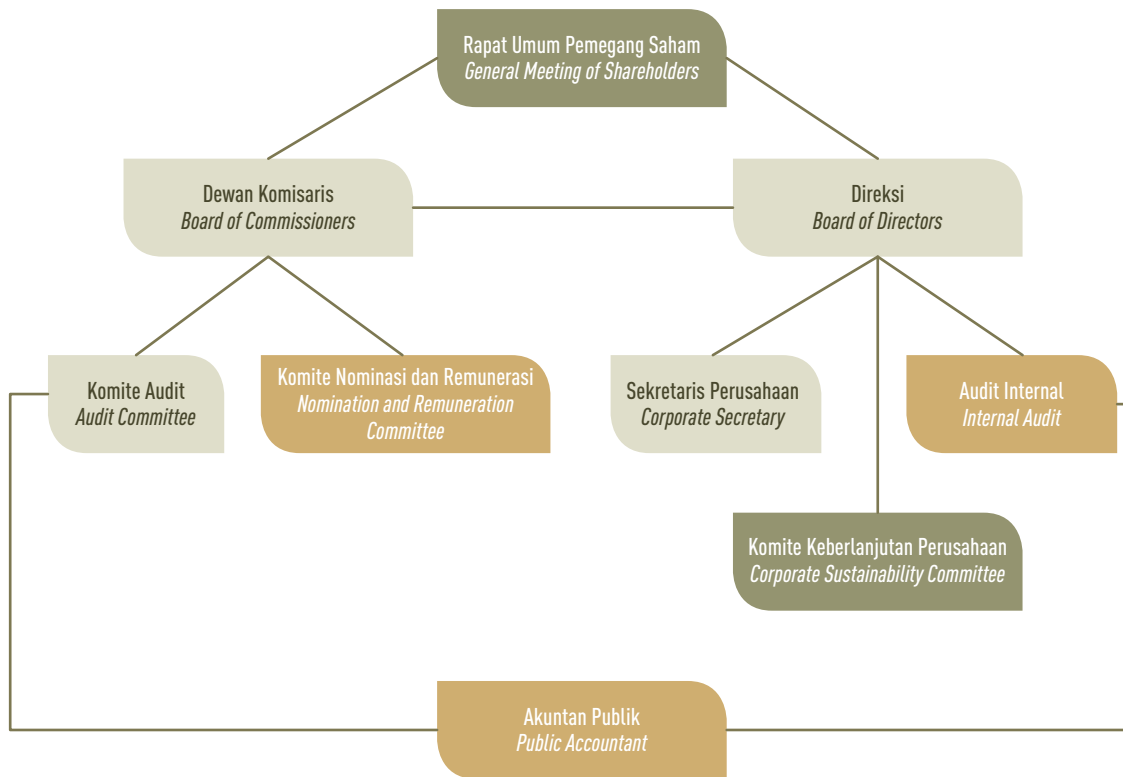 Rapat Umum Pemegang Saham
General Meeting of Shareholders
Dewan Komisaris
Board of Commissioners
Direksi
Board of Directors
Komite Audit
Audit Committee
Komite Nominasi dan Remunerasi
Nomination and Remuneration
Committee
Sekretaris Perusahaan
Corporate Secretary
Audit Internal
Internal Audit
Komite Keberlanjutan Perusahaan
Corporate Sustainability Committee
Akuntan Publik
Public Accountant